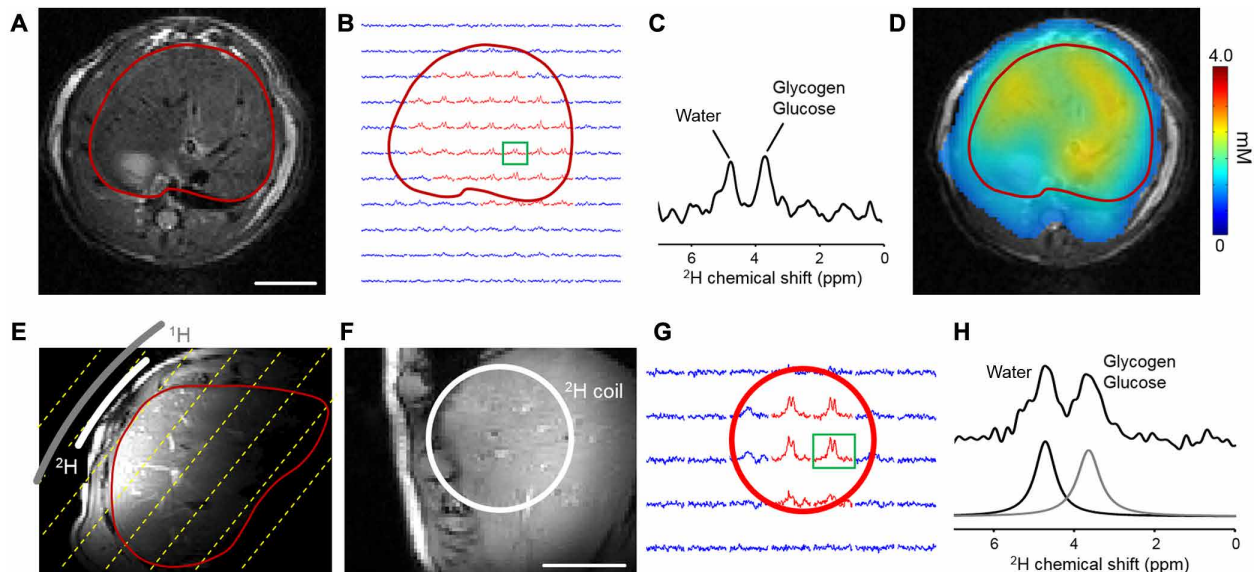 A
B
C
D
Water
Glycogen
Glucose
6
4
2
0
²H chemical shift (ppm)
4.0
mM
0
E
F
G
H
¹H
²H
²H coil
Water
Glycogen
Glucose
6
4
2
0
²H chemical shift (ppm)